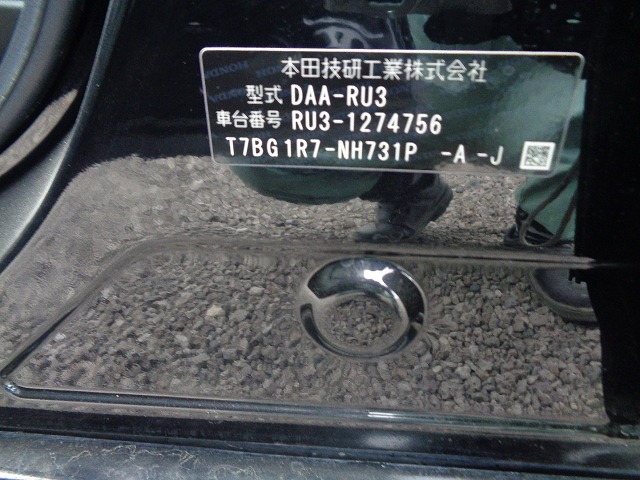 本田技研工業株式会社
型式 DAA-RU3
車台番号 RU3-1274756
T7BG1R7-NH731P -A -J